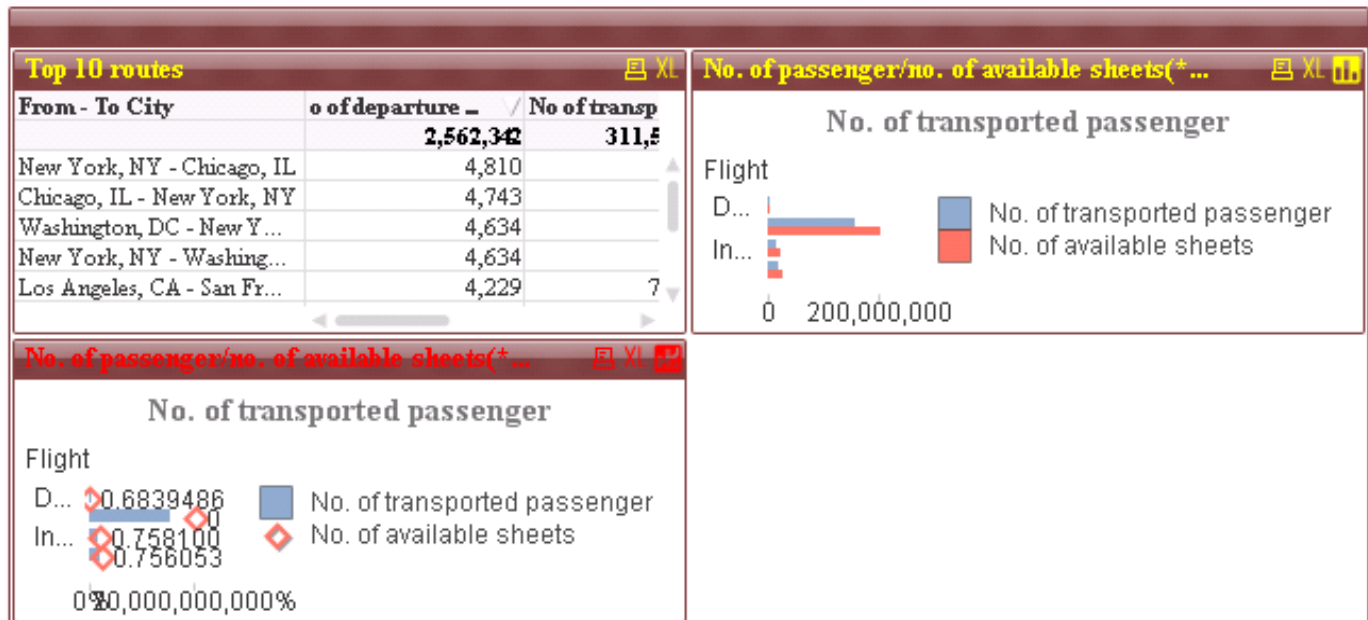 Top 10 routes XL
From - To City o of departure ... No of transp
2,562,342 311,5
New York, NY - Chicago, IL 4,810
Chicago, IL - New York, NY 4,743
Washington, DC - New Y... 4,634
New York, NY - Washing... 4,634
Los Angeles, CA - San Fr... 4,229 7
No. of passenger/no. of available sheets(*... XL
No. of transported passenger
Flight
D...
In...
No. of transported passenger
No. of available sheets
0 200,000,000
No. of passenger/no. of available sheets(*... XL
No. of transported passenger
Flight
D... 0.6839486
0
In... 0.758100
0.756053
No. of transported passenger
No. of available sheets
0% 0,000,000,000%